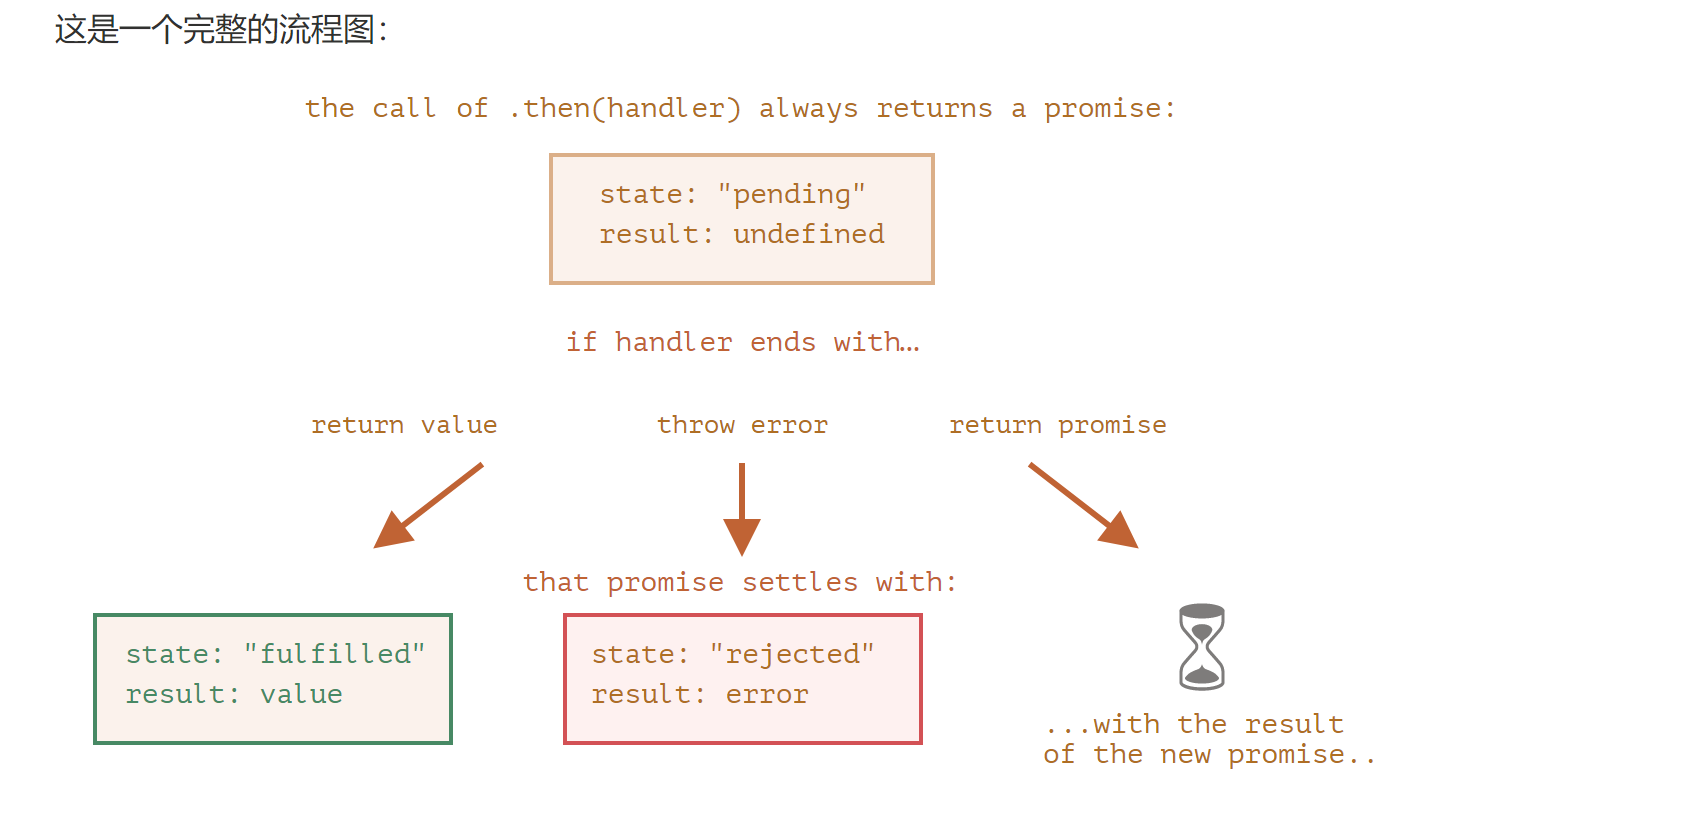 这是一个完整的流程图：
the call of .then(handler) always returns a promise:
state: "pending"
result: undefined
if handler ends with…
return value
throw error
return promise
that promise settles with:
state: "fulfilled"
result: value
state: "rejected"
result: error
...with the result
of the new promise..